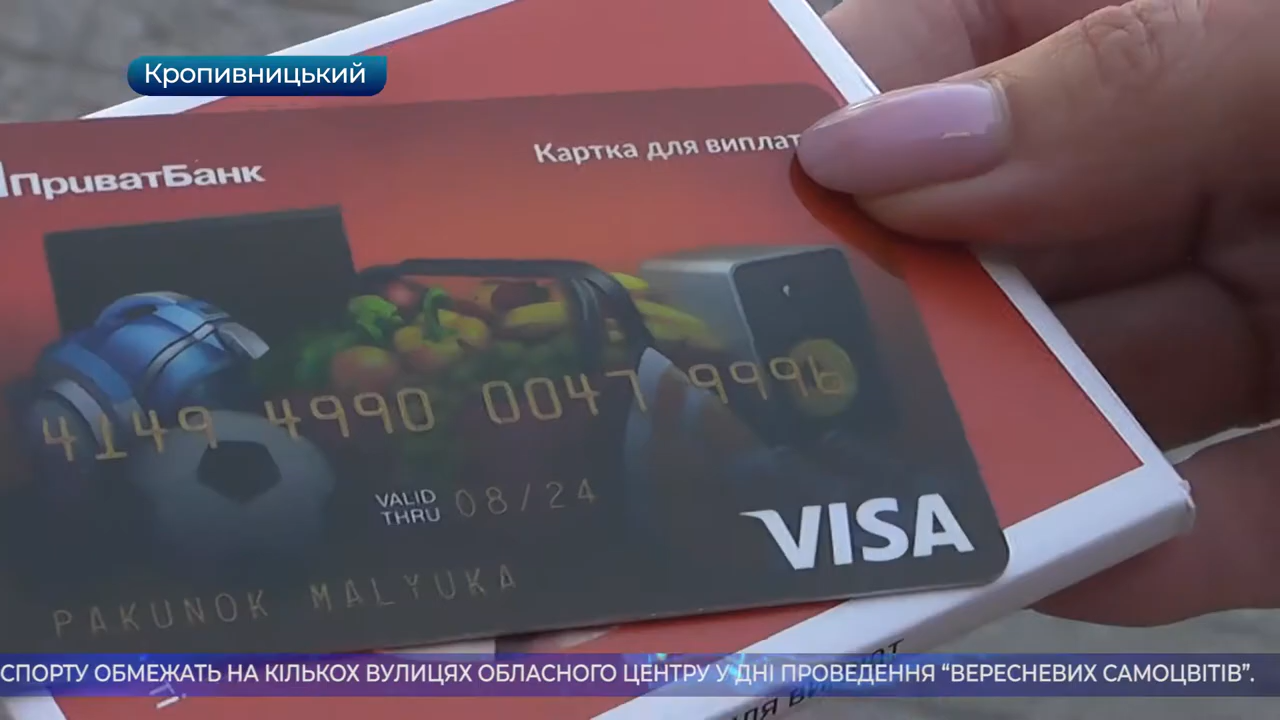 Кропивницький
ПриватБанк
Картка для виплат
4149 4990 0047 9996
VALID THRU 08/24
VISA
PAKUNOK MALYUKA
СПОРТУ ОБМЕЖАТЬ НА КІЛЬКОХ ВУЛИЦЯХ ОБЛАСНОГО ЦЕНТРУ У ДНІ ПРОВЕДЕННЯ “ВЕРЕСНЕВИХ САМОЦВІТІВ”.